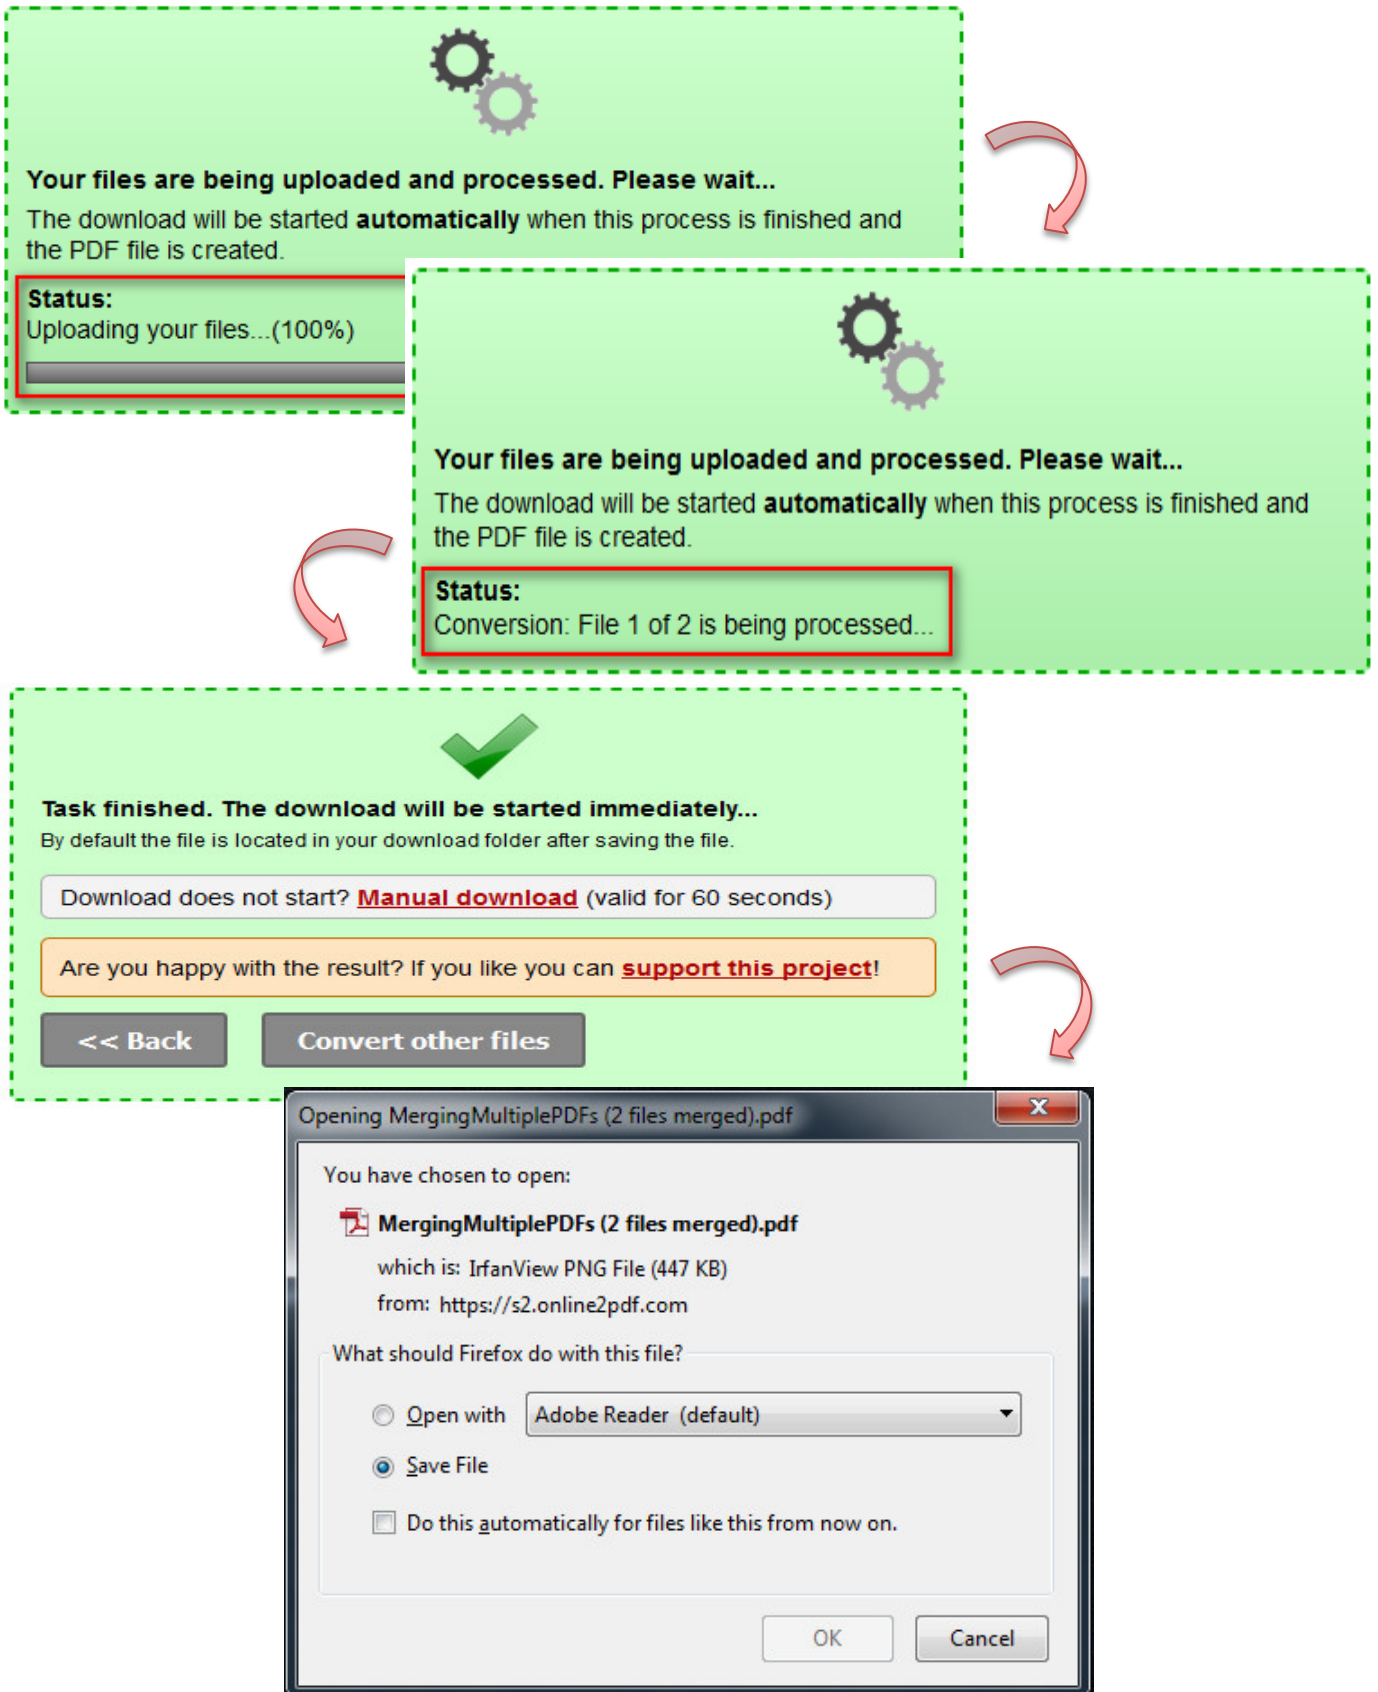 Your files are being uploaded and processed. Please wait...
The download will be started automatically when this process is finished and
the PDF file is created.
Status:
Uploading your files...(100%)
Your files are being uploaded and processed. Please wait...
The download will be started automatically when this process is finished and
the PDF file is created.
Status:
Conversion: File 1 of 2 is being processed...
Task finished. The download will be started immediately...
By default the file is located in your download folder after saving the file.
Download does not start? Manual download (valid for 60 seconds)
Are you happy with the result? If you like you can support this project!
<< Back
Convert other files
Opening MergingMultiplePDFs (2 files merged).pdf
You have chosen to open:
MergingMultiplePDFs (2 files merged).pdf
which is: IrfanView PNG File (447 KB)
from: https://s2.online2pdf.com
What should Firefox do with this file?
Open with Adobe Reader (default)
Save File
Do this automatically for files like this from now on.
OK
Cancel